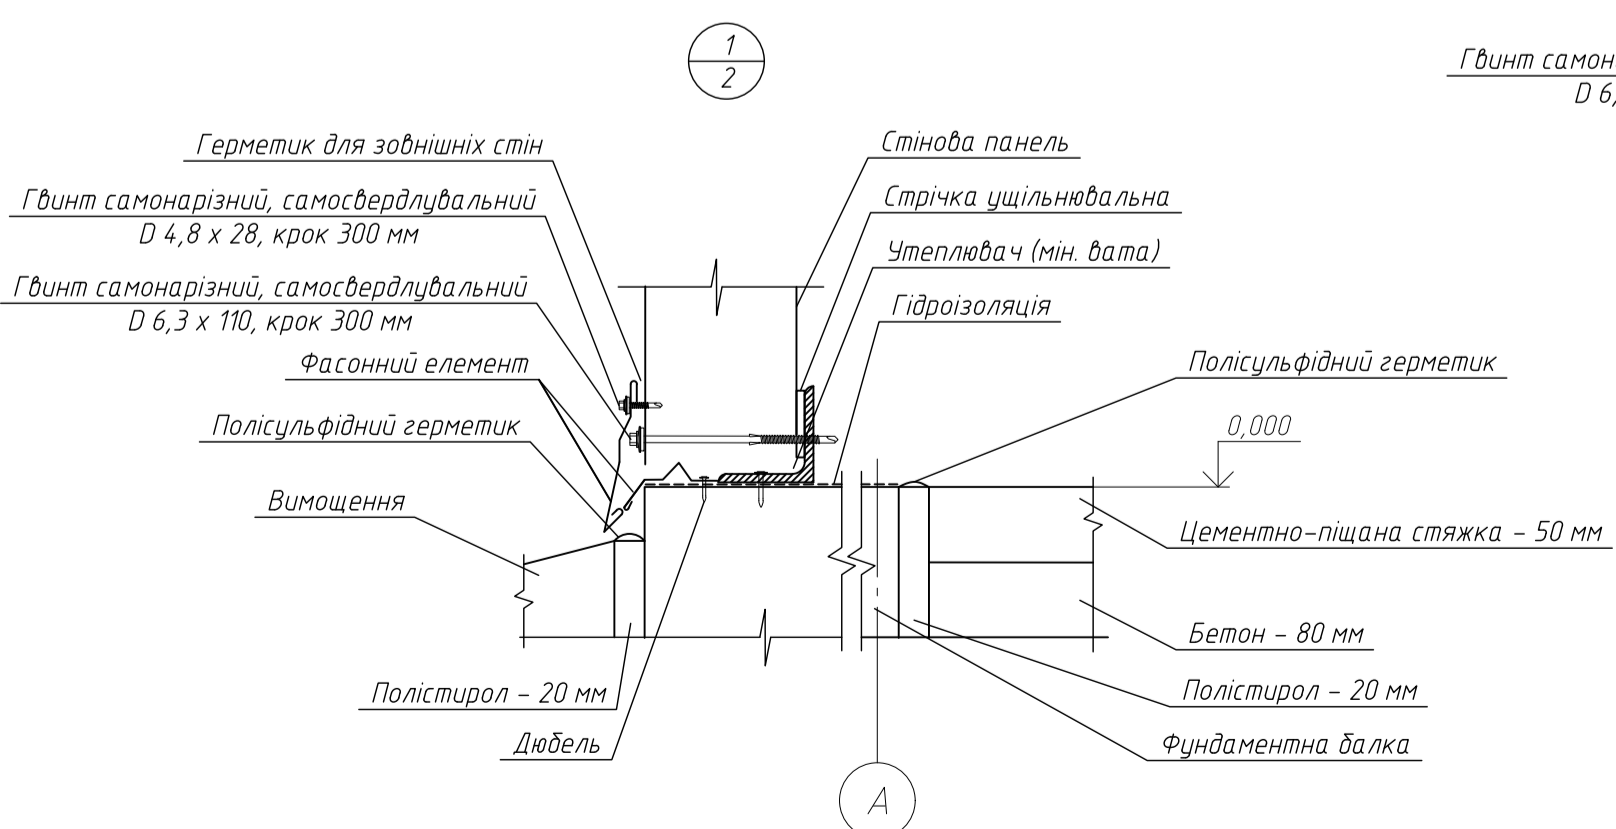 1
2
Гвинт самон
D 6,
Герметик для зовнішніх стін
Гвинт самонарізний, самосвердлувальний
D 4,8 x 28, крок 300 мм
Гвинт самонарізний, самосвердлувальний
D 6,3 x 110, крок 300 мм
Фасонний елемент
Полісульфідний герметик
Вимощення
Полістирол - 20 мм
Дюбель
Стінова панель
Стрічка ущільнювальна
Утеплювач (мін. вата)
Гідроізоляція
Полісульфідний герметик
0,000
Цементно-піщана стяжка - 50 мм
Бетон - 80 мм
Полістирол - 20 мм
Фундаментна балка
А